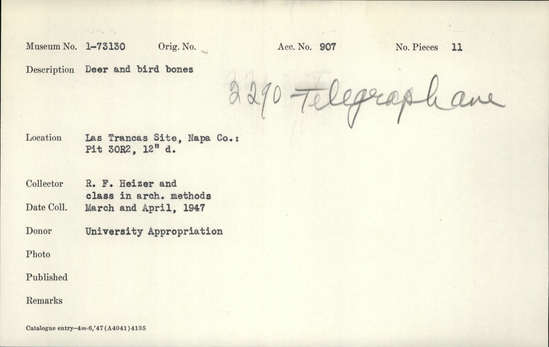 Museum No. 1-73130 Orig. No. Acc. No. 907 No. Pieces 11
Description Deer and bird bones
2290 Telegraph ave
Location Las Trancas Site, Napa Co.:
Pit 30R2, 12" d.
Collector R. F. Heizer and
class in arch. methods
Date Coll. March and April, 1947
Donor University Appropriation
Photo
Published
Remarks
Catalogue entry—4m-6,'47(A4041)4135